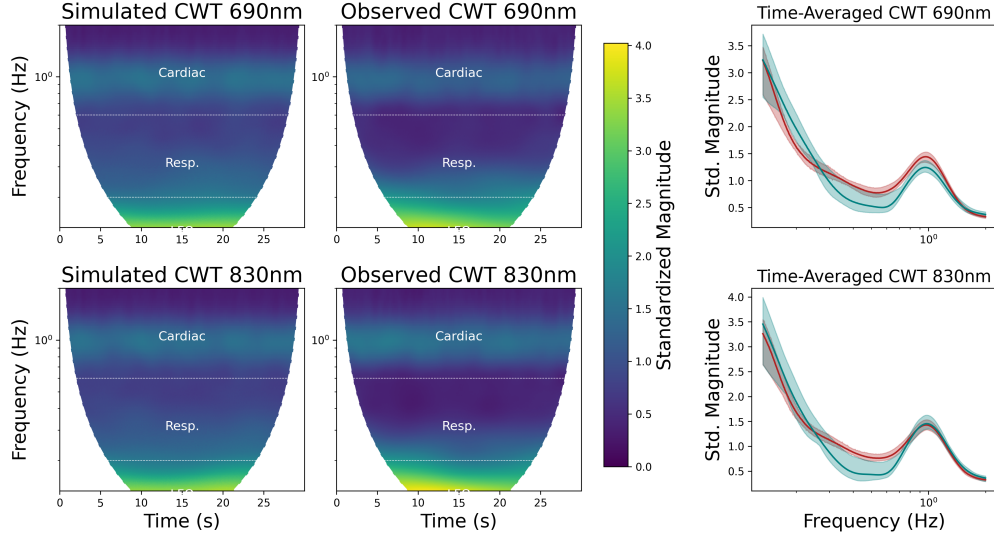 Simulated CWT 690nm
Observed CWT 690nm
Time-Averaged CWT 690nm
Frequency (Hz)
10⁰
Cardiac
Resp.
0 5 10 15 20 25
10⁰
Cardiac
Resp.
0 5 10 15 20 25
4.0
3.5
3.0
2.5
2.0
1.5
1.0
0.5
0.0
Standardized Magnitude
Std. Magnitude
3.5
3.0
2.5
2.0
1.5
1.0
0.5
10⁰
Simulated CWT 830nm
Observed CWT 830nm
Time-Averaged CWT 830nm
Frequency (Hz)
10⁰
Cardiac
Resp.
0 5 10 15 20 25
Time (s)
10⁰
Cardiac
Resp.
0 5 10 15 20 25
Time (s)
Std. Magnitude
4.0
3.5
3.0
2.5
2.0
1.5
1.0
0.5
10⁰
Frequency (Hz)